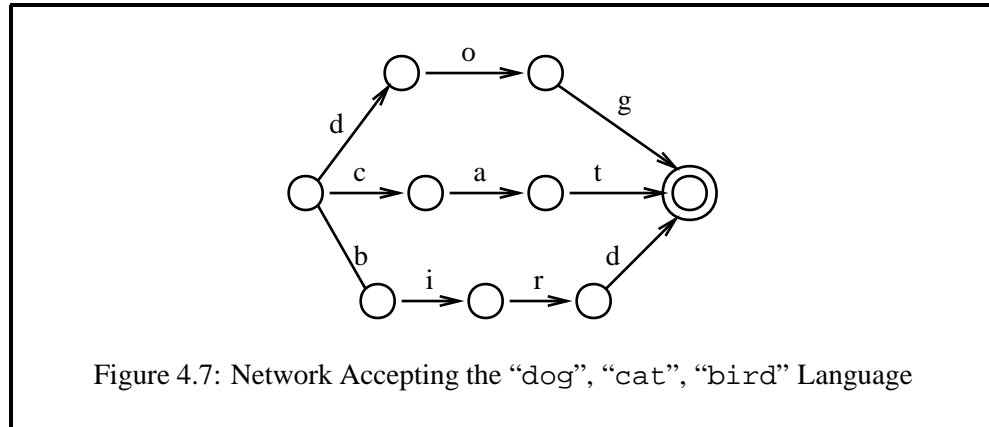 o
d
g
c a t
b
i r d
Figure 4.7: Network Accepting the “dog”, “cat”, “bird” Language